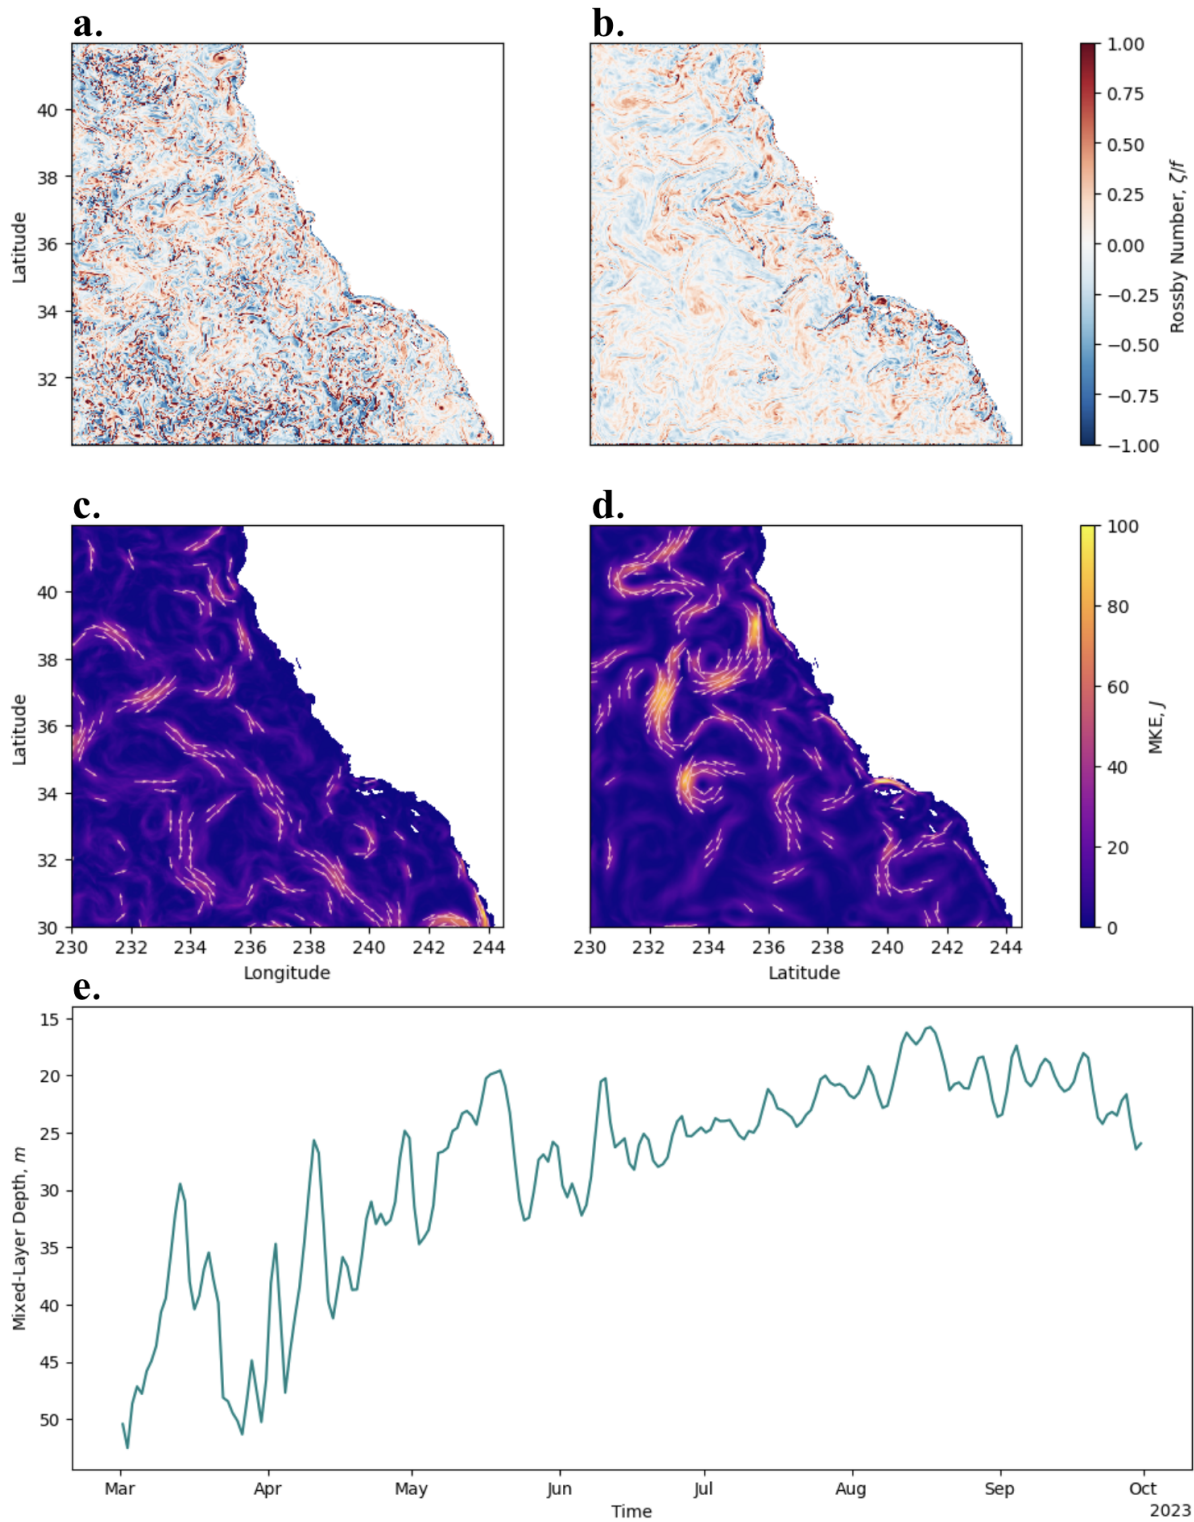 a.
b.
40
38
36
34
32
Latitude
1.00
0.75
0.50
0.25
0.00
−0.25
−0.50
−0.75
−1.00
Rossby Number, ζ/f
c.
d.
40
38
36
34
32
30
Latitude
230 232 234 236 238 240 242 244
Longitude
230 232 234 236 238 240 242 244
Latitude
100
80
60
40
20
0
MKE, J
e.
15
20
25
30
35
40
45
50
Mixed-Layer Depth, m
Mar Apr May Jun Jul Aug Sep Oct
Time
2023